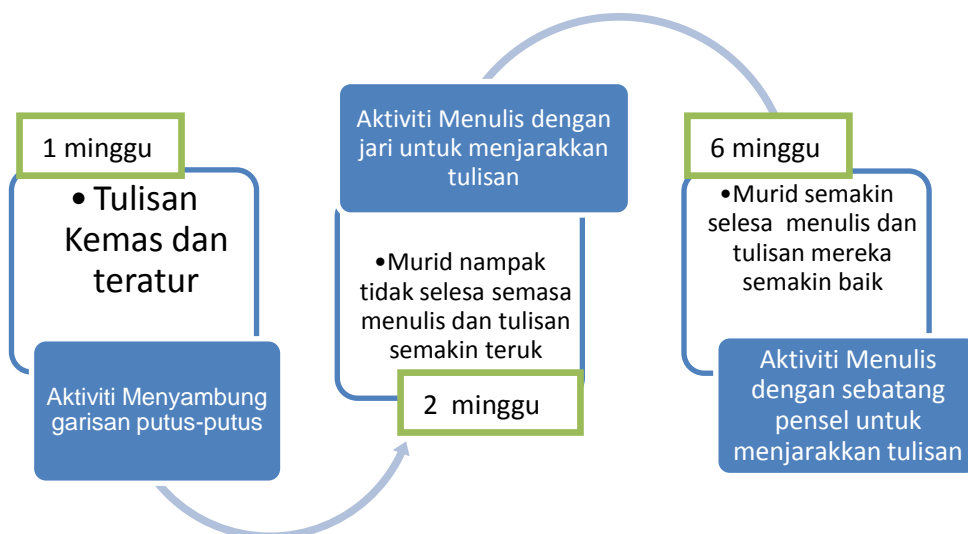 1 minggu
• Tulisan
Kemas dan
teratur
Aktiviti Menyambung
garisan putus-putus
Aktiviti Menulis dengan
jari untuk menjarakkan
tulisan
•Murid nampak
tidak selesa semasa
menulis dan tulisan
semakin teruk
2 minggu
6 minggu
•Murid semakin
selesa menulis dan
tulisan mereka
semakin baik
Aktiviti Menulis
dengan sebatang
pensel untuk
menjarakkan tulisan